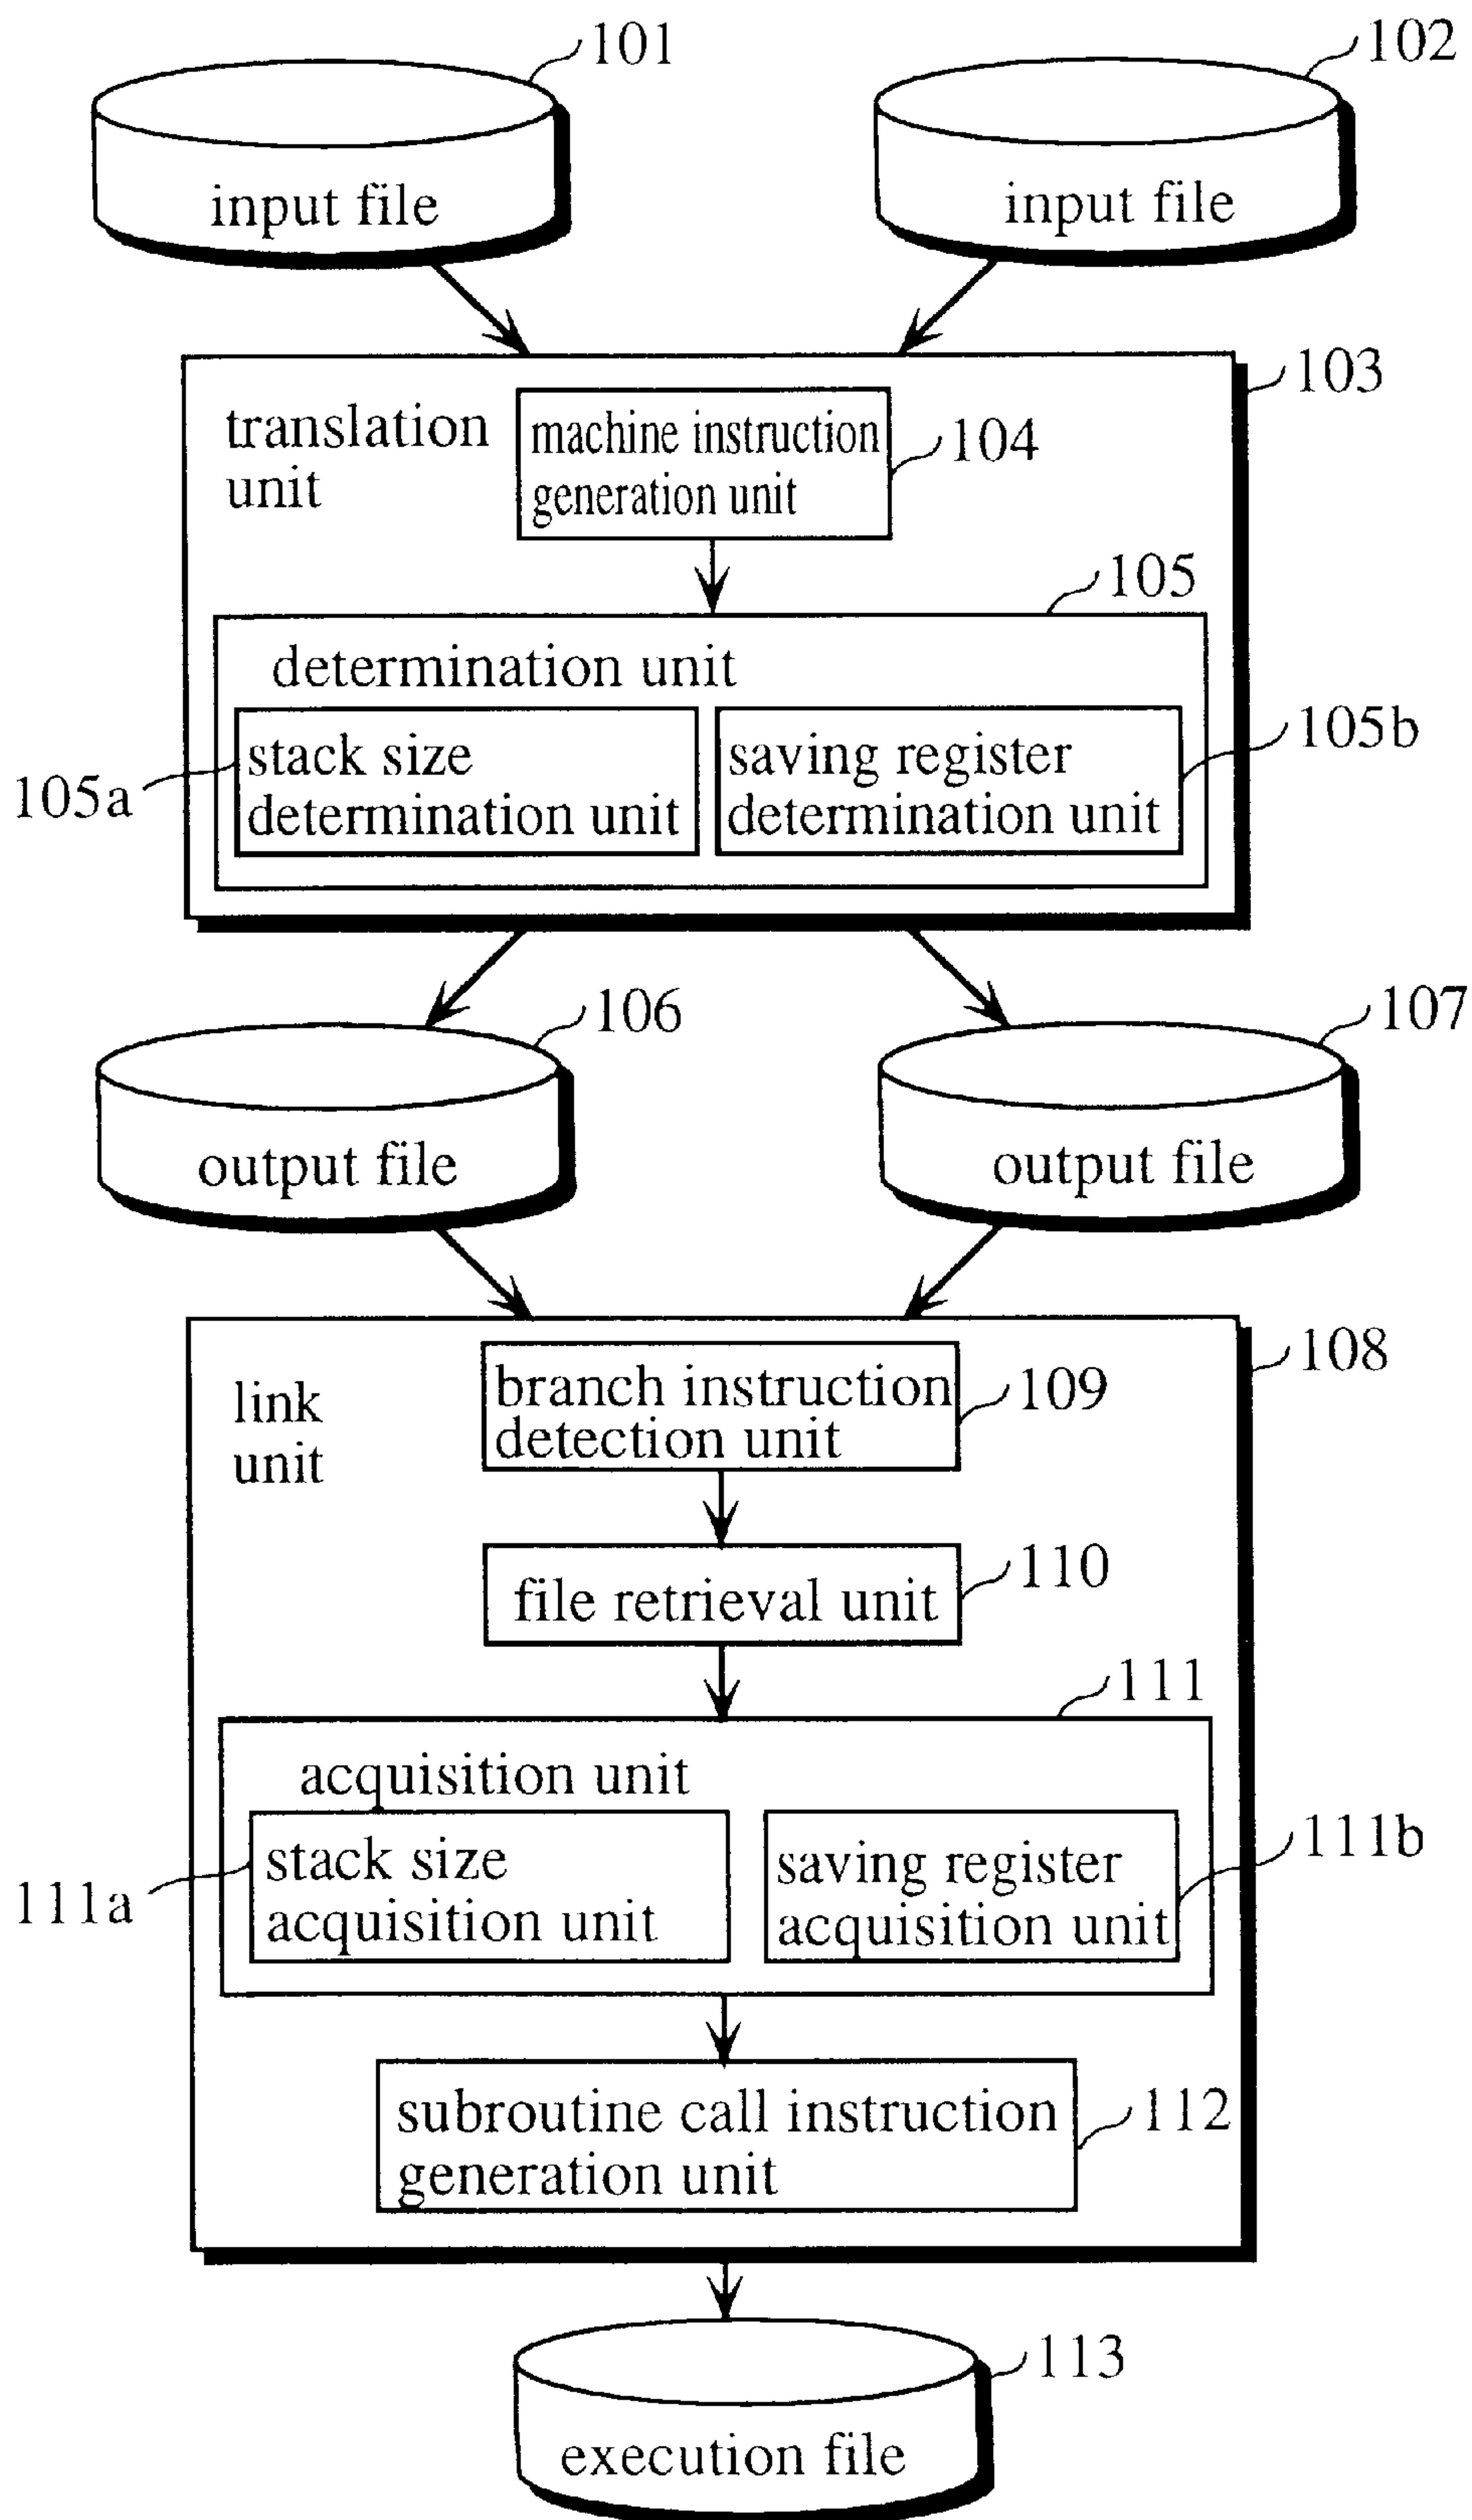 101
102
input file
input file
103
translation
unit
machine instruction
generation unit
104
105
determination unit
105a
stack size
determination unit
saving register
determination unit
105b
106
107
output file
output file
108
link
unit
branch instruction
detection unit
109
file retrieval unit
110
111
acquisition unit
111a
stack size
acquisition unit
saving register
acquisition unit
111b
subroutine call instruction
generation unit
112
113
execution file